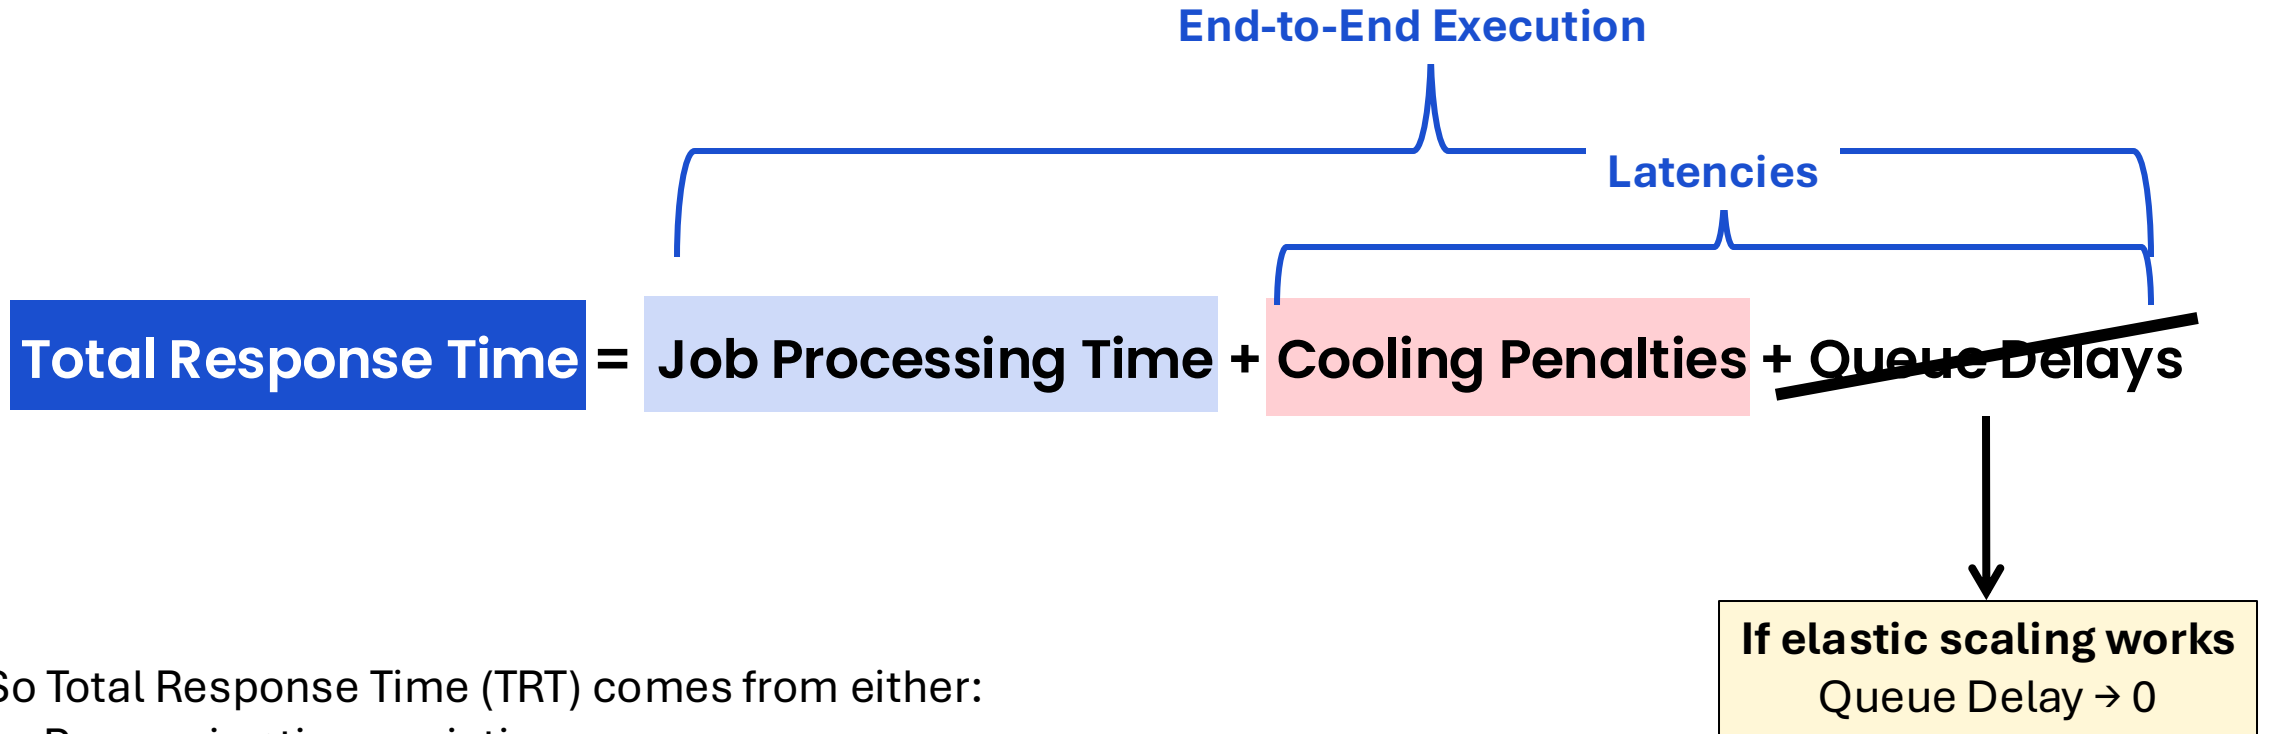 End-to-End Execution
Latencies
Total Response Time = Job Processing Time + Cooling Penalties + Queue Delays
If elastic scaling works
Queue Delay → 0
So Total Response Time (TRT) comes from either: